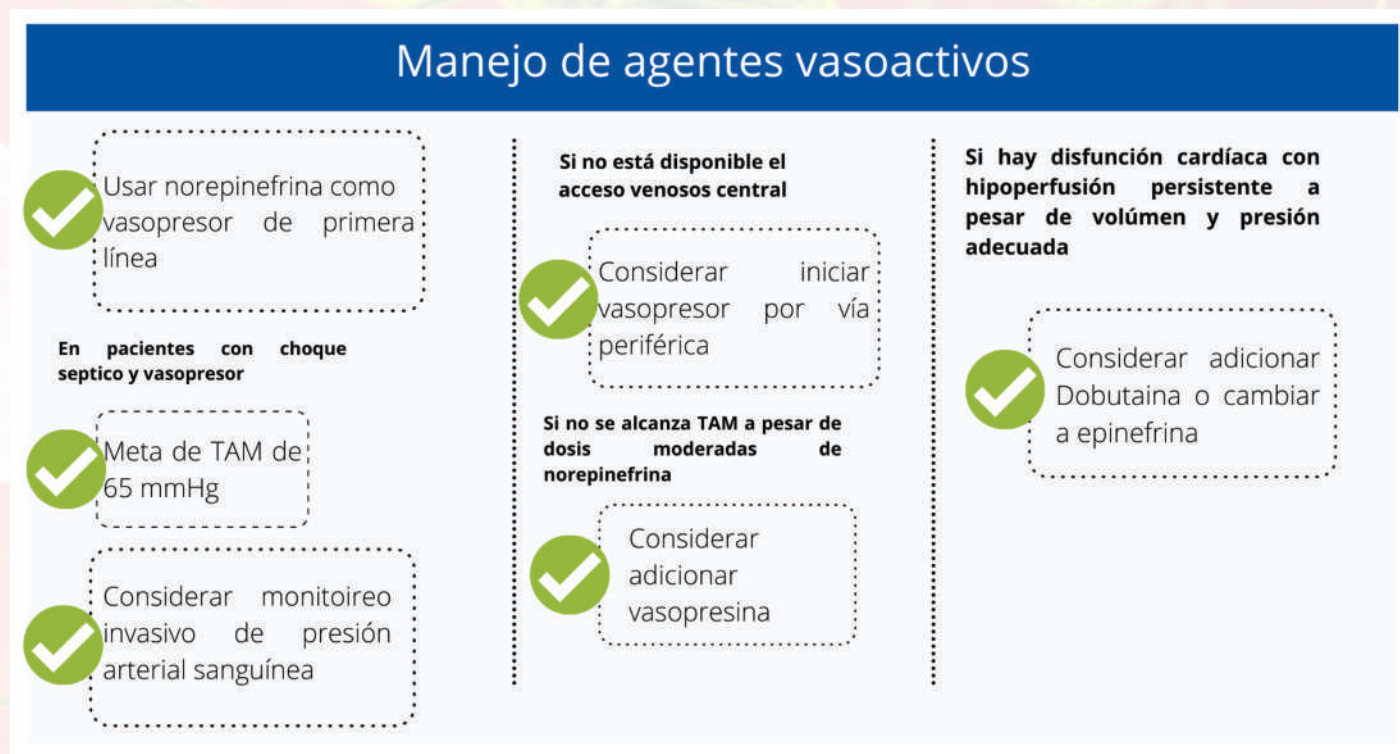 Manejo de agentes vasoactivos
Usar norepinefrina como
vasopresor de primera
línea
En pacientes con choque
septico y vasopresor
Meta de TAM de
65 mmHg
Considerar monitoireo
invasivo de presión
arterial sanguínea
Si no está disponible el
acceso venosos central
Considerar iniciar
vasopresor por vía
periférica
Si no se alcanza TAM a pesar de
dosis moderadas de
norepinefrina
Considerar
adicionar
vasopresina
Si hay disfunción cardíaca con
hipoperfusión persistente a
pesar de volúmen y presión
adecuada
Considerar adicionar
Dobutaina o cambiar
a epinefrina